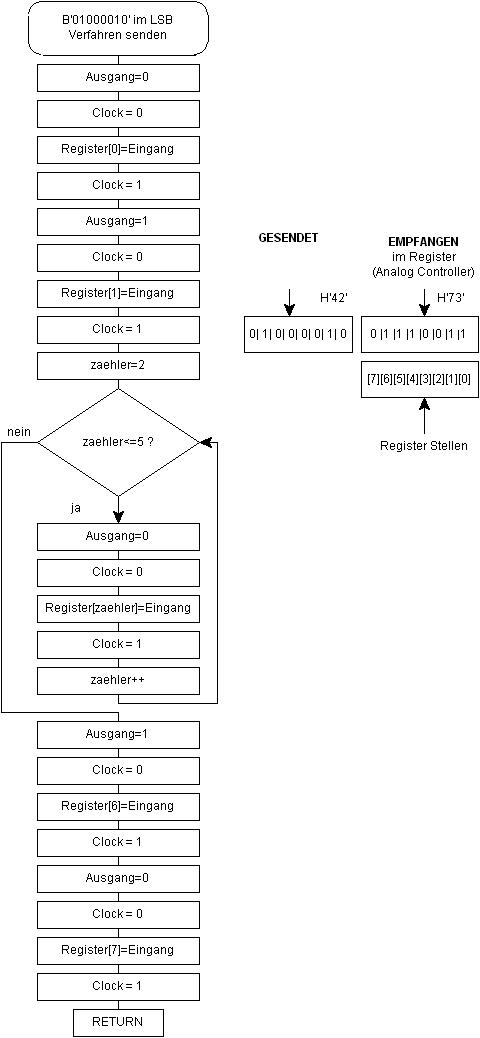 B'01000010' im LSB
Verfahren senden
Ausgang=0
Clock = 0
Register[0]=Eingang
Clock = 1
Ausgang=1
Clock = 0
Register[1]=Eingang
Clock = 1
zaehler=2
nein
zaehler<=5 ?
ja
Ausgang=0
Clock = 0
Register[zaehler]=Eingang
Clock = 1
zaehler++
Ausgang=1
Clock = 0
Register[6]=Eingang
Clock = 1
Ausgang=0
Clock = 0
Register[7]=Eingang
Clock = 1
RETURN
GESENDET
H'42'
0| 1| 0| 0| 0| 0| 1| 0
EMPFANGEN
im Register
(Analog Controller)
H'73'
0 |1 |1 |1 |0 |0 |1 |1
[7][6][5][4][3][2][1][0]
Register Stellen